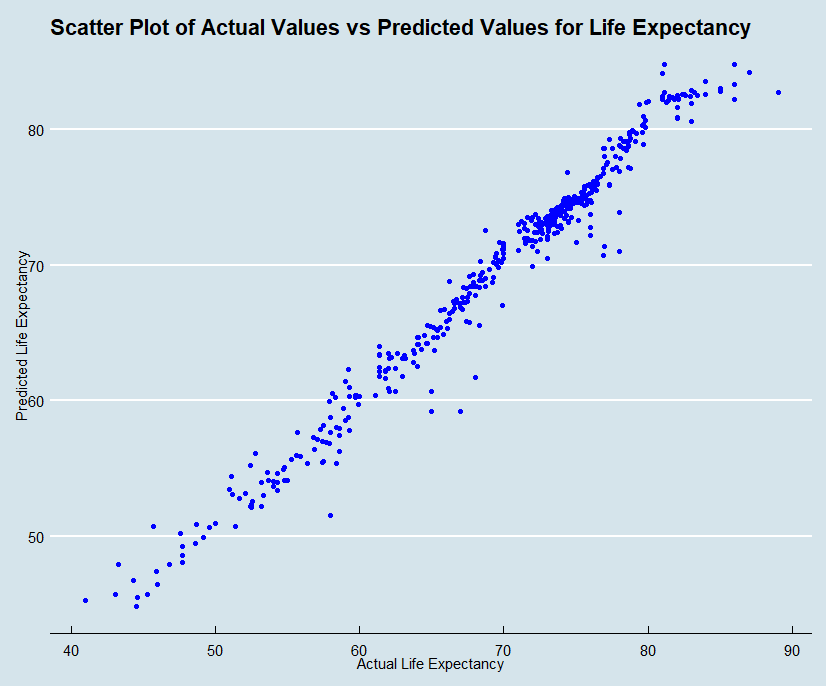 Scatter Plot of Actual Values vs Predicted Values for Life Expectancy
Predicted Life Expectancy
80
70
60
50
40 50 60 70 80 90
Actual Life Expectancy